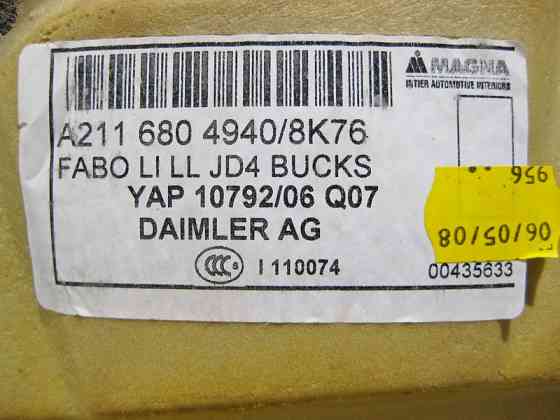 MAGNA
INTIER AUTOMOTIVE INTERIORS
A211 680 4940/8K76
FABO LI LL JD4 BUCKS
YAP 10792/06 Q07
DAIMLER AG
CCC S I 110074
00435633
956
06/05/08